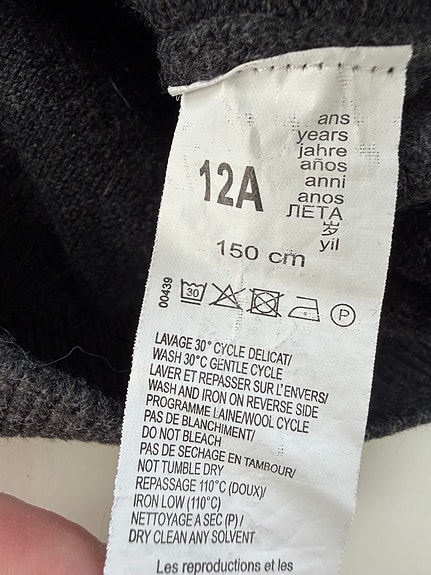 ans
years
jahre
años
anni
anos
ЛЕТА
岁
yil
12A
150 cm
00439
30
P
LAVAGE 30° CYCLE DELICAT/
WASH 30°C GENTLE CYCLE
LAVER ET REPASSER SUR L'ENVERS/
WASH AND IRON ON REVERSE SIDE
PROGRAMME LAINE/WOOL CYCLE
PAS DE BLANCHIMENT/
DO NOT BLEACH
PAS DE SECHAGE EN TAMBOUR/
NOT TUMBLE DRY
REPASSAGE 110°C (DOUX)/
IRON LOW (110°C)
NETTOYAGE A SEC (P) /
DRY CLEAN ANY SOLVENT
Les reproductions et les